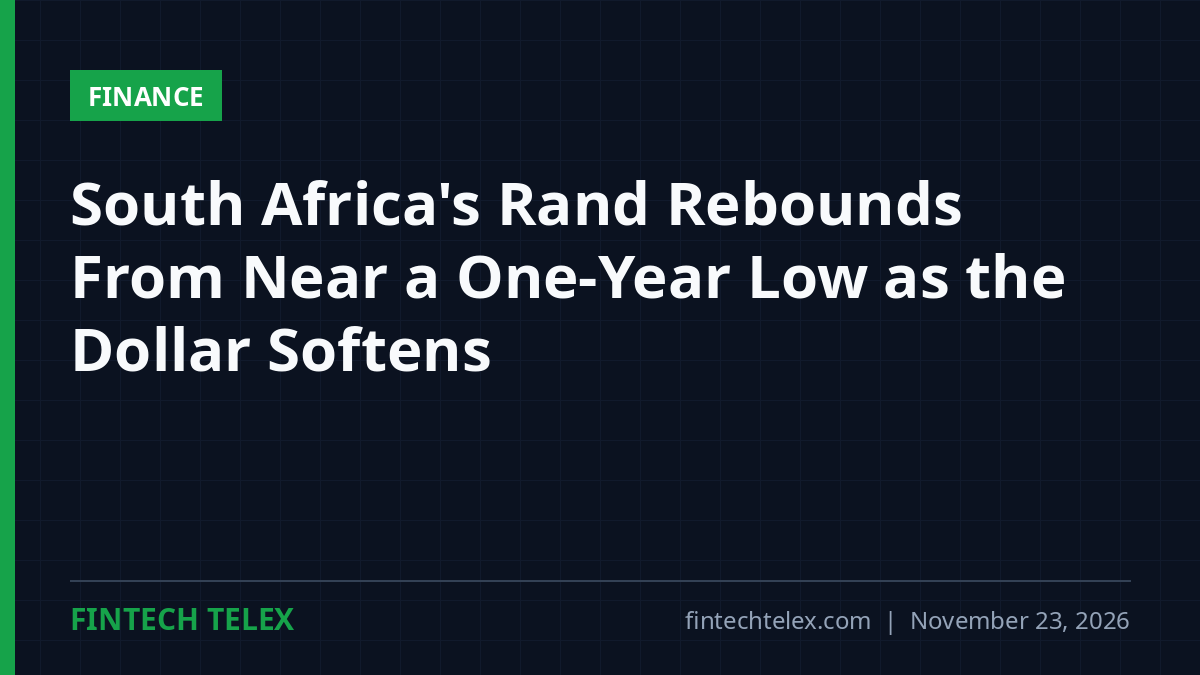 FINANCE
South Africa's Rand Rebounds
From Near a One-Year Low as the
Dollar Softens
FINTECH TELEX
fintechtelex.com | November 23, 2026